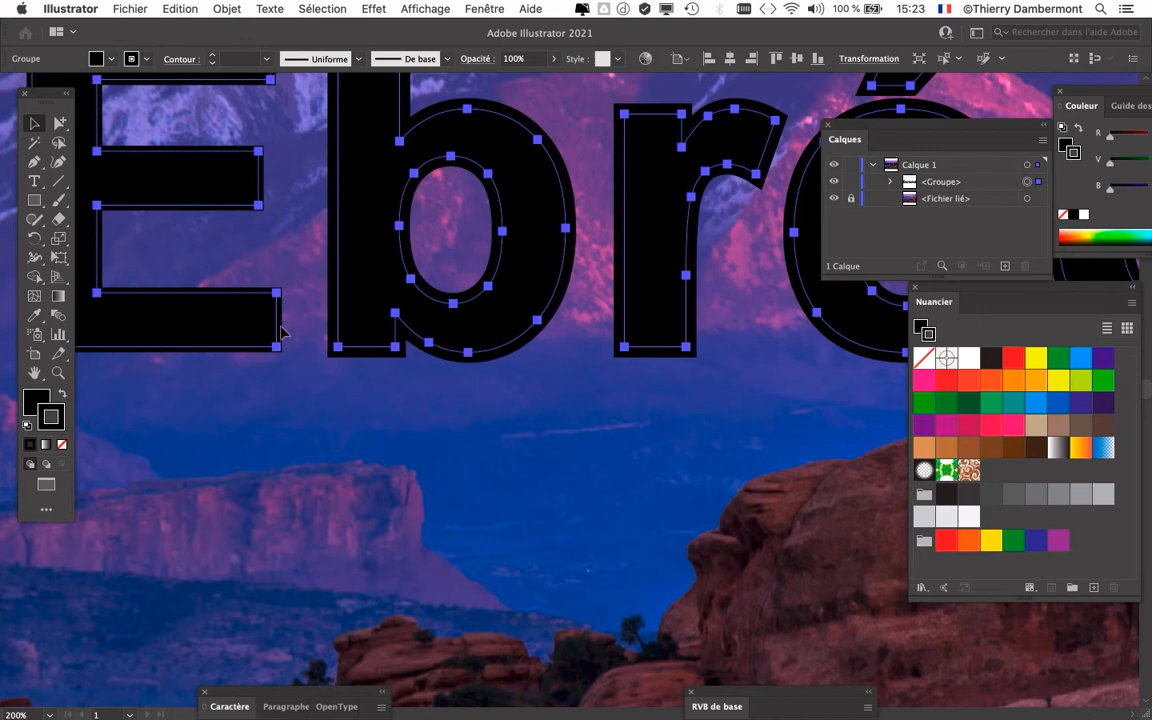 Illustrator Fichier Edition Objet Texte Sélection Effet Affichage Fenêtre Aide 100 % 15:23 ©Thierry Dambermont
Adobe Illustrator 2021 Rechercher dans l'aide Adobe
Groupe Contour : Uniforme De base Opacité : 100% Style : Transformation
Couleur Guide des
Calques
R
V
B
Calque 1
<Groupe>
<Fichier lié>
1 Calque
Nuancier
Ebr
Caractère Paragraphe OpenType RVB de base
200% 1